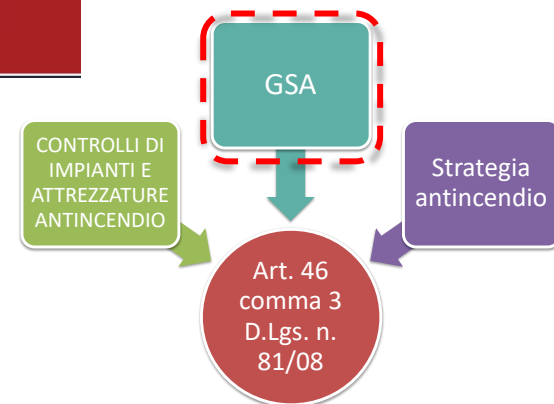 GSA
CONTROLLI DI
IMPIANTI E
ATTREZZATURE
ANTINCENDIO
Strategia
antincendio
Art. 46
comma 3
D.Lgs. n.
81/08